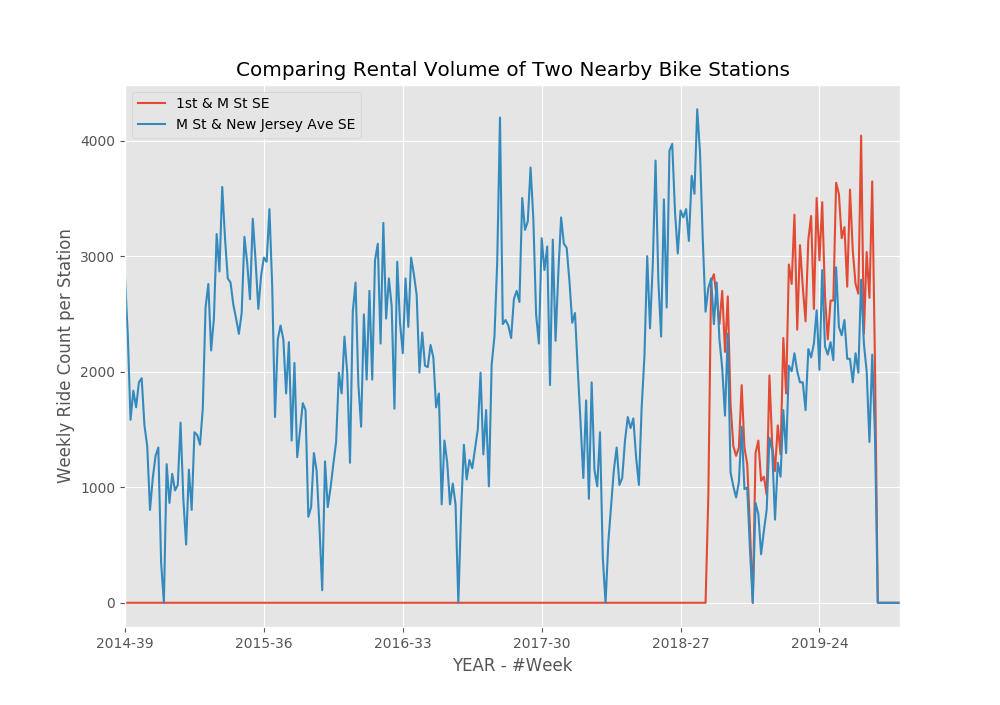 Comparing Rental Volume of Two Nearby Bike Stations
1st & M St SE
M St & New Jersey Ave SE
4000
3000
2000
1000
0
Weekly Ride Count per Station
2014-39 2015-36 2016-33 2017-30 2018-27 2019-24
YEAR - #Week